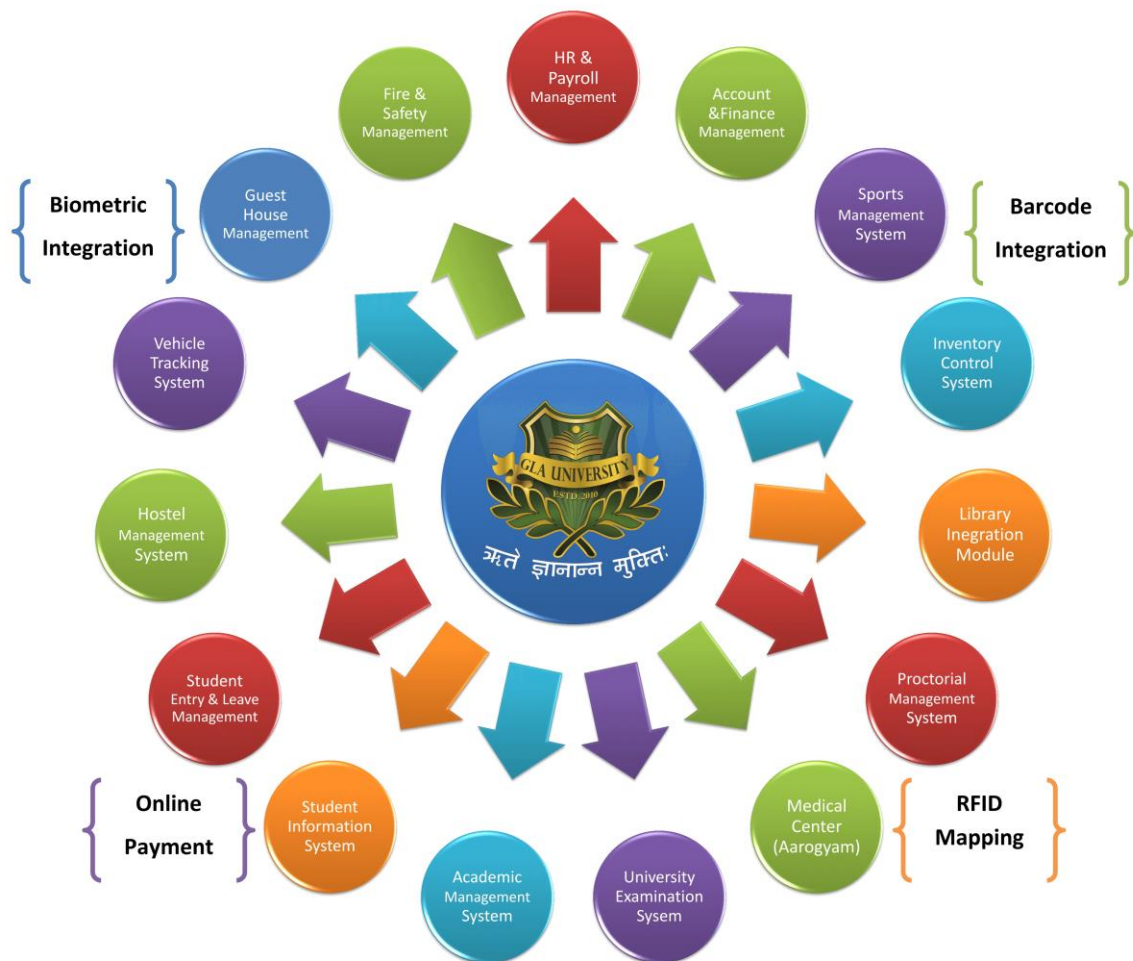 HR &
Payroll
Management
Account
&Finance
Management
Sports
Management
System
Barcode
Integration
Inventory
Control
System
Library
Inegration
Module
Proctorial
Management
System
RFID
Mapping
Medical
Center
(Aarogyam)
University
Examination
Sysem
Academic
Management
System
Student
Information
System
Online
Payment
Student
Entry & Leave
Management
Hostel
Management
System
Vehicle
Tracking
System
Biometric
Integration
Guest
House
Management
Fire &
Safety
Management
GLA UNIVERSITY
ESTD. 2010
ऋते ज्ञानान्न मुक्तिः